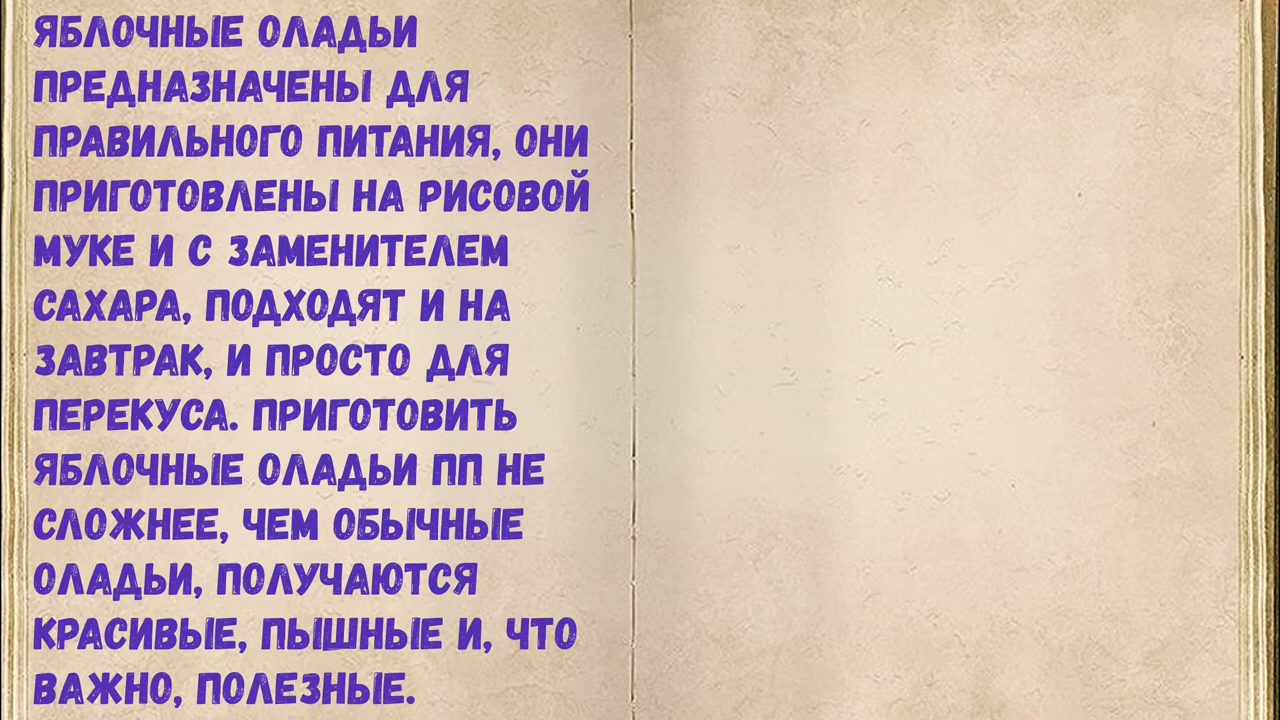 ЯБЛОЧНЫЕ ОЛАДЬИ
ПРЕДНАЗНАЧЕНЫ ДЛЯ
ПРАВИЛЬНОГО ПИТАНИЯ, ОНИ
ПРИГОТОВЛЕНЫ НА РИСОВОЙ
МУКЕ И С ЗАМЕНИТЕЛЕМ
САХАРА, ПОДХОДЯТ И НА
ЗАВТРАК, И ПРОСТО ДЛЯ
ПЕРЕКУСА. ПРИГОТОВИТЬ
ЯБЛОЧНЫЕ ОЛАДЬИ ПП НЕ
СЛОЖНЕЕ, ЧЕМ ОБЫЧНЫЕ
ОЛАДЬИ, ПОЛУЧАЮТСЯ
КРАСИВЫЕ, ПЫШНЫЕ И, ЧТО
ВАЖНО, ПОЛЕЗНЫЕ.